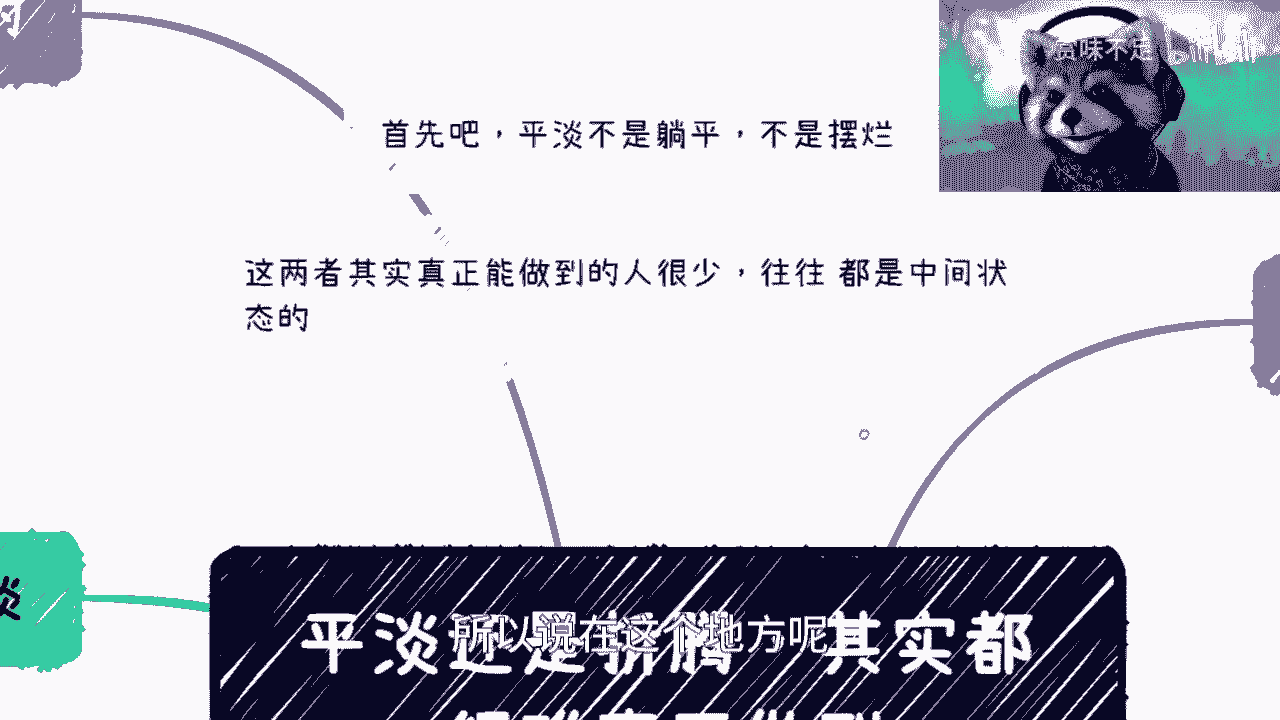 赏味不足 bilibili
首先吧，平淡不是躺平，不是摆烂
这两者其实真正能做到的人很少，往往 都是中间状
态的
淡
平淡还是折腾 其实都
所以说在这个地方呢